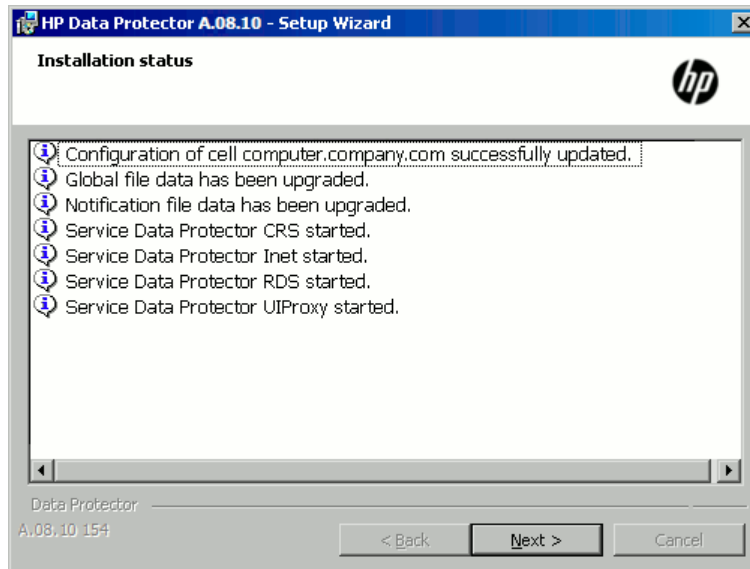 HP Data Protector A.08.10 - Setup Wizard
Installation status
hp
Configuration of cell computer.company.com successfully updated.
Global file data has been upgraded.
Notification file data has been upgraded.
Service Data Protector CRS started.
Service Data Protector Inet started.
Service Data Protector RDS started.
Service Data Protector UIProxy started.
Data Protector
A.08.10 154
< Back Next > Cancel